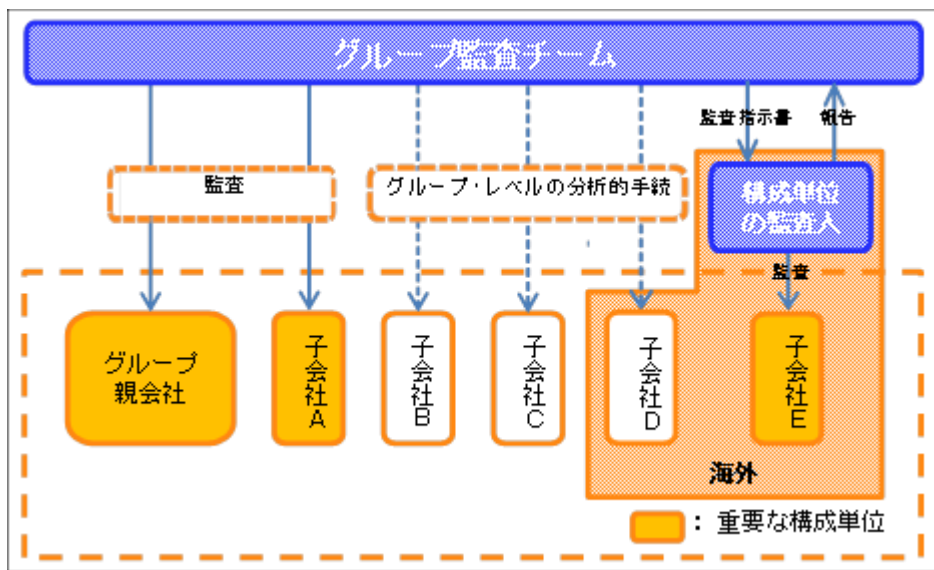 グループ監査チーム
監査指示書
報告
監査
グループ・レベルの分析的手続
構成単位
の監査人
監査
グループ
親会社
子会社A
子会社B
子会社C
子会社D
子会社E
海外
：重要な構成単位